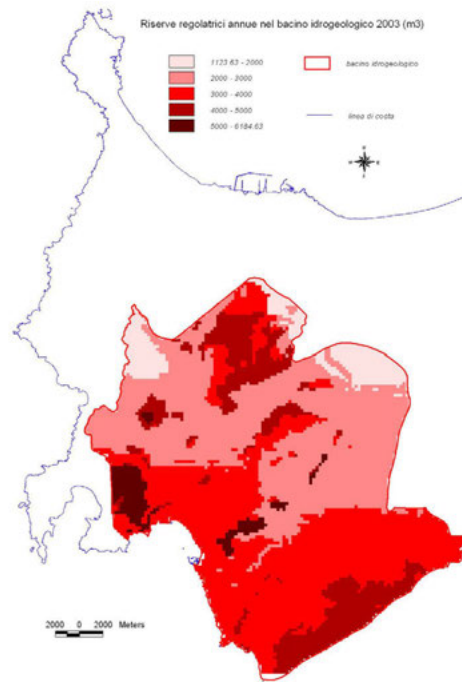 Riserve regolatrici annue nel bacino idrogeologico 2003 (m3)
1123.63 - 2000
2000 - 3000
3000 - 4000
4000 - 5000
5000 - 6184.63
bacino idrogeologico
linea di costa
N
W E
S
2000 0 2000 Meters